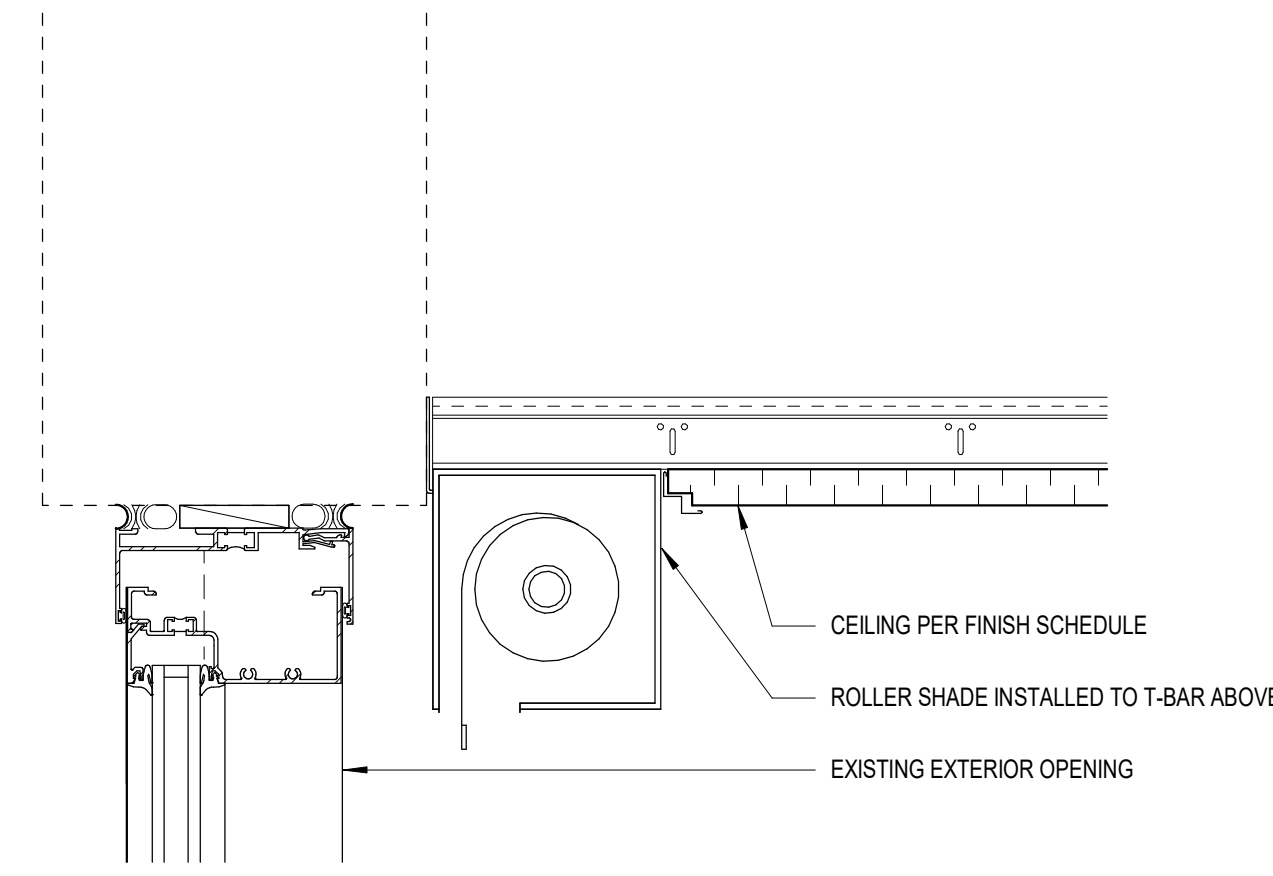 CEILING PER FINISH SCHEDULE
ROLLER SHADE INSTALLED TO T-BAR ABOVE
EXISTING EXTERIOR OPENING